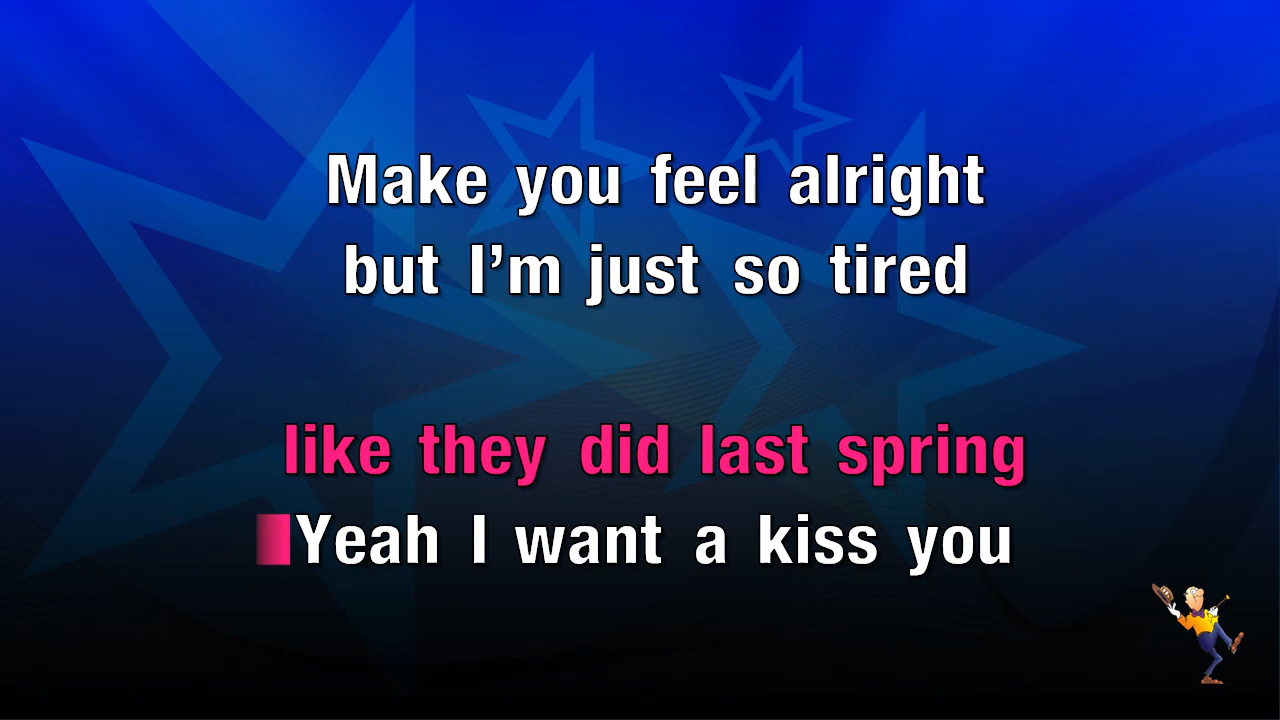 Make you feel alright
but I’m just so tired
like they did last spring
Yeah I want a kiss you